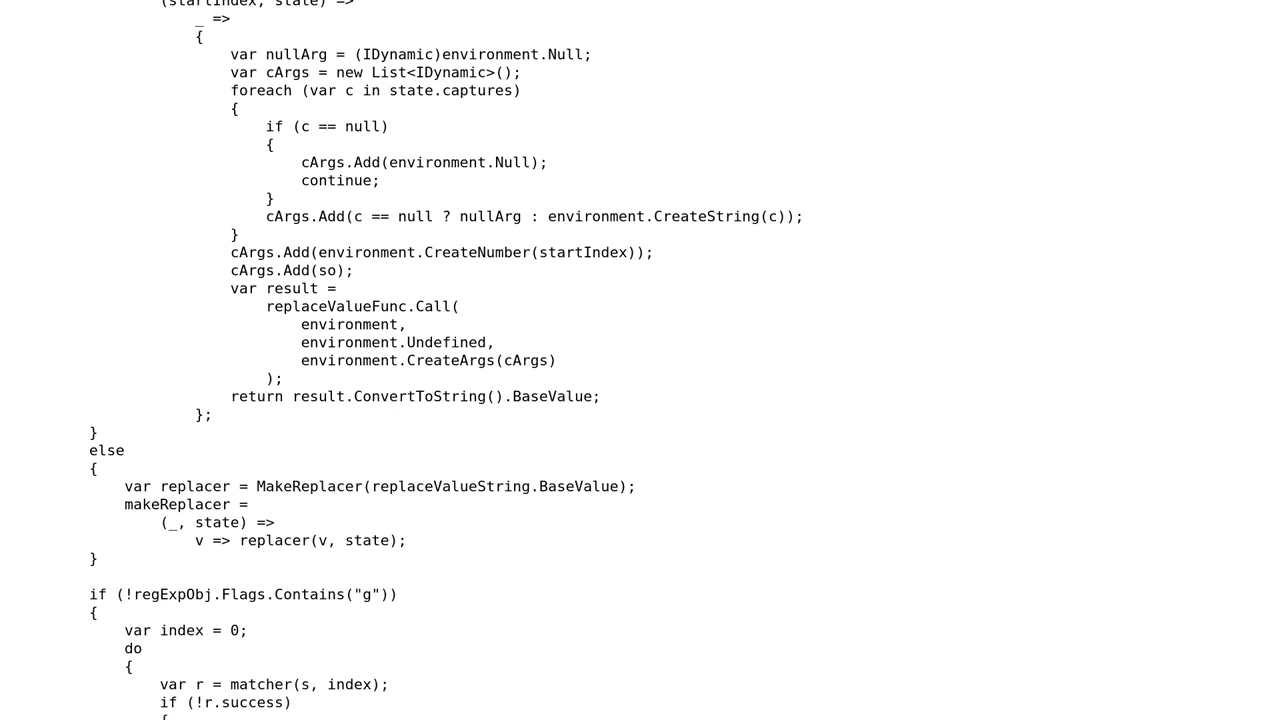 (startIndex, state) =>
_ =>
{
var nullArg = (IDynamic)environment.Null;
var cArgs = new List<IDynamic>();
foreach (var c in state.captures)
{
if (c == null)
{
cArgs.Add(environment.Null);
continue;
}
cArgs.Add(c == null ? nullArg : environment.CreateString(c));
}
cArgs.Add(environment.CreateNumber(startIndex));
cArgs.Add(so);
var result =
replaceValueFunc.Call(
environment,
environment.Undefined,
environment.CreateArgs(cArgs)
);
return result.ConvertToString().BaseValue;
};
}
else
{
var replacer = MakeReplacer(replaceValueString.BaseValue);
makeReplacer =
(_, state) =>
v => replacer(v, state);
}
if (!regExpObj.Flags.Contains("g"))
{
var index = 0;
do
{
var r = matcher(s, index);
if (!r.success)
{